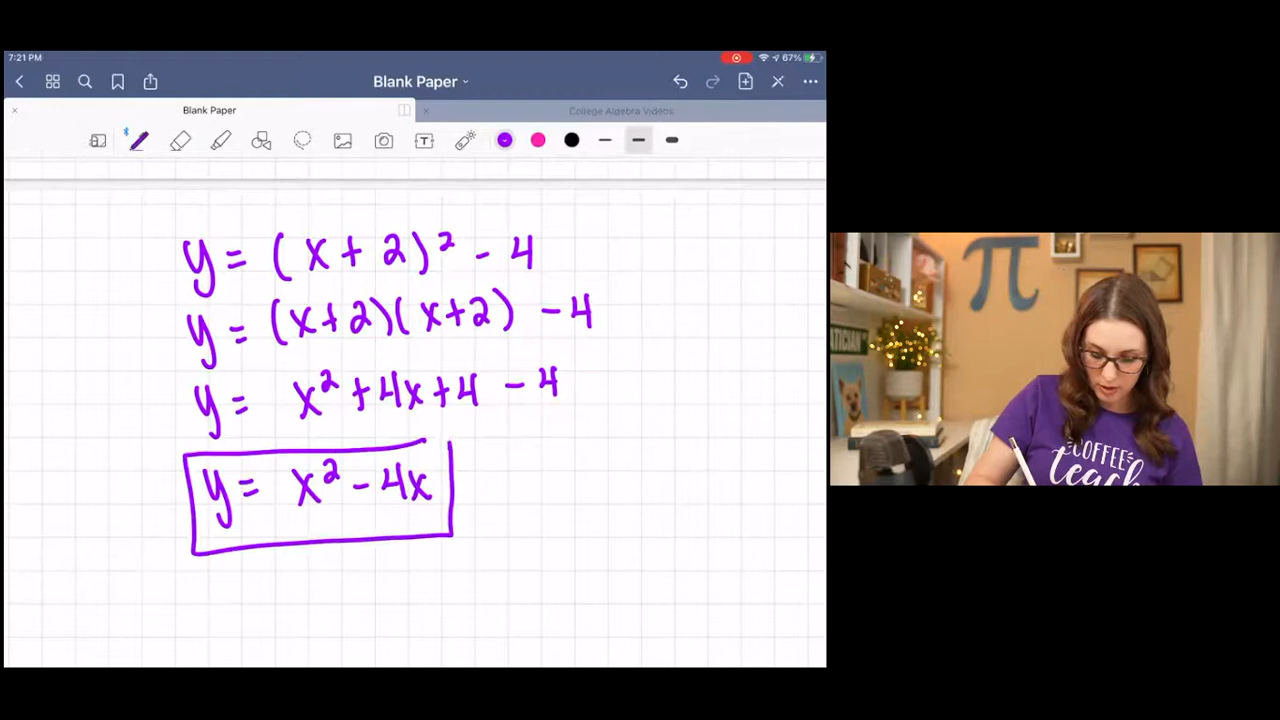 7:21 PM
67%
Blank Paper
Blank Paper
College Algebra Videos
y = (x + 2)² - 4
y = (x+2)(x+2) - 4
y = x² + 4x + 4 - 4
y = x² - 4x
π
COFFEE
teach